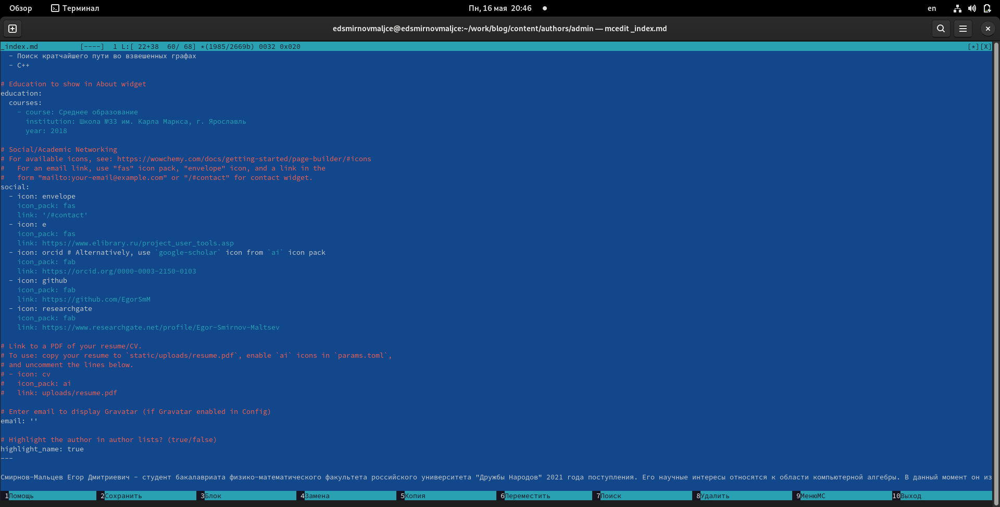 Обзор Терминал Пн, 16 мая 20:46 en
edsmirnovmaljce@edsmirnovmaljce:~/work/blog/content/authors/admin — mcedit _index.md
_index.md [----] 1 L:[ 22+38 60/ 68] *(1985/2669b) 0032 0x020 [*][X]
- Поиск кратчайшего пути во взвешенных графах
- C++
# Education to show in About widget
education:
courses:
- course: Среднее образование
institution: Школа №33 им. Карла Маркса, г. Ярославль
year: 2018
# Social/Academic Networking
# For available icons, see: https://wowchemy.com/docs/getting-started/page-builder/#icons
# For an email link, use "fas" icon pack, "envelope" icon, and a link in the
# form "mailto:your-email@example.com" or "/#contact" for contact widget.
social:
- icon: envelope
icon_pack: fas
link: '/#contact'
- icon: e
icon_pack: fas
link: https://www.elibrary.ru/project_user_tools.asp
- icon: orcid # Alternatively, use `google-scholar` icon from `ai` icon pack
icon_pack: fab
link: https://orcid.org/0000-0003-2150-0103
- icon: github
icon_pack: fab
link: https://github.com/EgorSmM
- icon: researchgate
icon_pack: fab
link: https://www.researchgate.net/profile/Egor-Smirnov-Maltsev
# Link to a PDF of your resume/CV.
# To use: copy your resume to `static/uploads/resume.pdf`, enable `ai` icons in `params.toml`,
# and uncomment the lines below.
# - icon: cv
# icon_pack: ai
# link: uploads/resume.pdf
# Enter email to display Gravatar (if Gravatar enabled in Config)
email: ''
# Highlight the author in author lists? (true/false)
highlight_name: true
---
Смирнов-Мальцев Егор Дмитриевич - студент бакалавриата физико-математического факультета российского университета "Дружбы Народов" 2021 года поступления. Его научные интересы относятся к области компьютерной алгебры. В данный момент он из
1Помощь 2Сохранить 3Блок 4Замена 5Копия 6Переместить 7Поиск 8Удалить 9МенюMC 10Выход